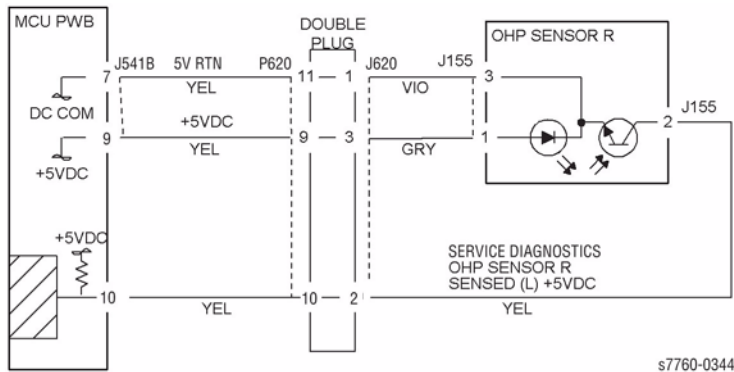 MCU PWB
DOUBLE
PLUG
OHP SENSOR R
J541B 5V RTN P620 J620 J155
7 11 1 3
YEL VIO
J155
DC COM
+5VDC
2
9 9 3 1
YEL GRY
+5VDC
+5VDC
SERVICE DIAGNOSTICS
OHP SENSOR R
SENSED (L) +5VDC
10 10 2
YEL YEL
s7760-0344